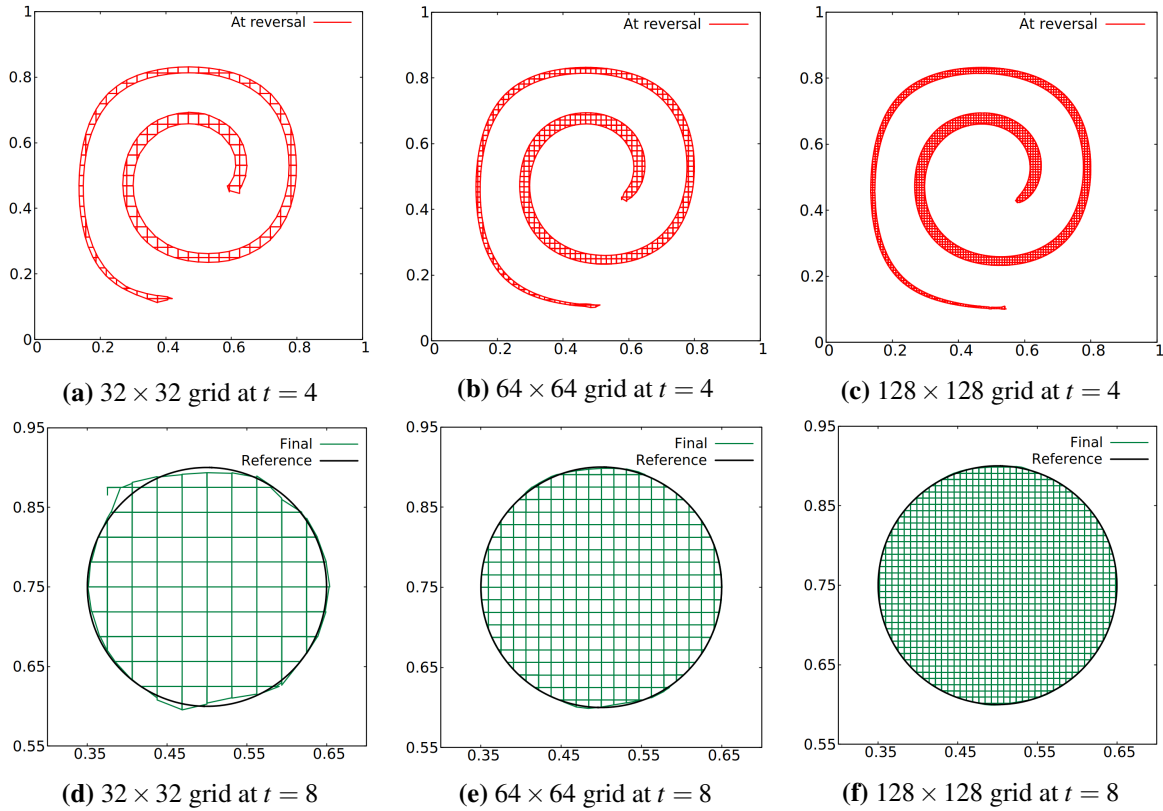 At reversal
1
0.8
0.6
0.4
0.2
0
0 0.2 0.4 0.6 0.8 1
(a) 32 × 32 grid at t = 4
At reversal
1
0.8
0.6
0.4
0.2
0
0 0.2 0.4 0.6 0.8 1
(b) 64 × 64 grid at t = 4
At reversal
1
0.8
0.6
0.4
0.2
0
0 0.2 0.4 0.6 0.8 1
(c) 128 × 128 grid at t = 4
0.95
Final
Reference
0.85
0.75
0.65
0.55
0.35 0.45 0.55 0.65
(d) 32 × 32 grid at t = 8
0.95
Final
Reference
0.85
0.75
0.65
0.55
0.35 0.45 0.55 0.65
(e) 64 × 64 grid at t = 8
0.95
Final
Reference
0.85
0.75
0.65
0.55
0.35 0.45 0.55 0.65
(f) 128 × 128 grid at t = 8